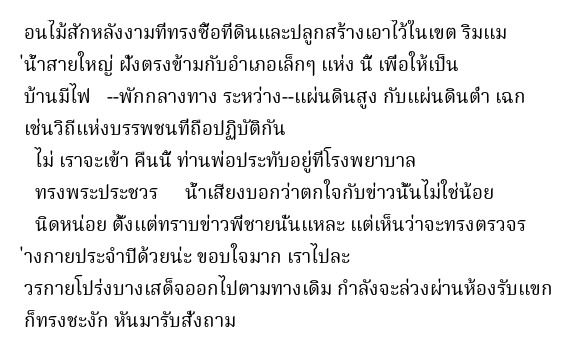 อนไม้สักหลังงามที่ทรงซื้อที่ดินและปลูกสร้างเอาไว้ในเขต ริมแม
่น้ำสายใหญ่ ฝั่งตรงข้ามกับอำเภอเล็กๆ แห่ง นี้ เพื่อให้เป็น
บ้านมีไฟ --พักกลางทาง ระหว่าง--แผ่นดินสูง กับแผ่นดินต่ำ เฉก
เช่นวิถีแห่งบรรพชนที่ถือปฏิบัติกัน
ไม่ เราจะเข้า คืนนี้ ท่านพ่อประทับอยู่ที่โรงพยาบาล
ทรงพระประชวร น้ำเสียงบอกว่าตกใจกับข่าวนั้นไม่ใช่น้อย
นิดหน่อย ตั้งแต่ทราบข่าวพี่ชายนั่นแหละ แต่เห็นว่าจะทรงตรวจร
่างกายประจำปีด้วยน่ะ ขอบใจมาก เราไปละ
วรกายโปร่งบางเสด็จออกไปตามทางเดิม กำลังจะล่วงผ่านห้องรับแขก
ก็ทรงชะงัก หันมารับสั่งถาม